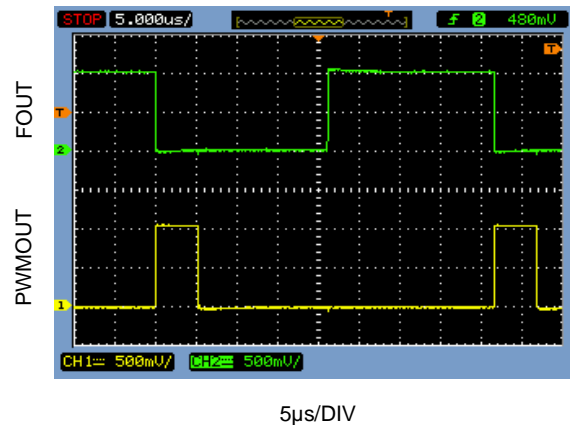 STOP 5.000us/ T f 2 480mV
T
FOUT
T
2
PWMOUT
1
CH1 500mV/ CH2 500mV/
5µs/DIV